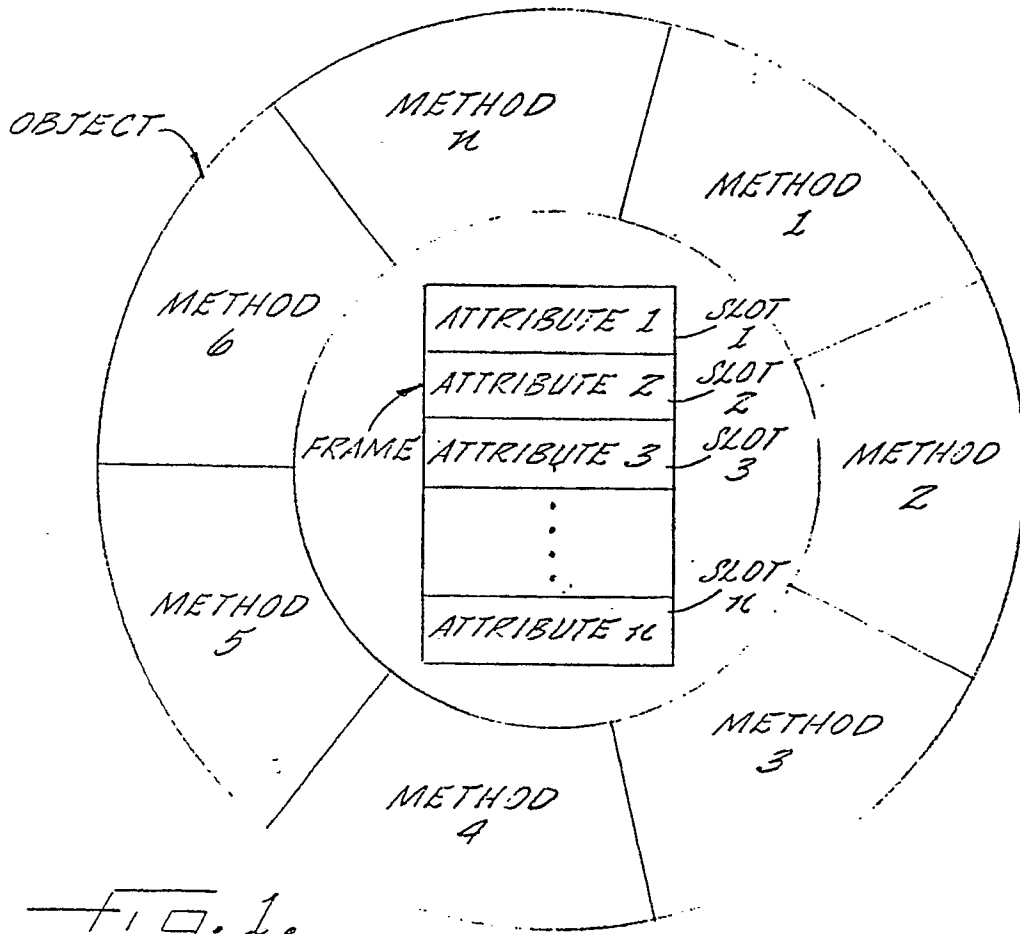 METHOD
n
OBJECT
METHOD
1
METHOD
6
ATTRIBUTE 1
SLOT
1
ATTRIBUTE 2
SLOT
2
FRAME
ATTRIBUTE 3
SLOT
3
METHOD
2
SLOT
n
METHOD
5
ATTRIBUTE n
METHOD
3
METHOD
4
FIG. 1.